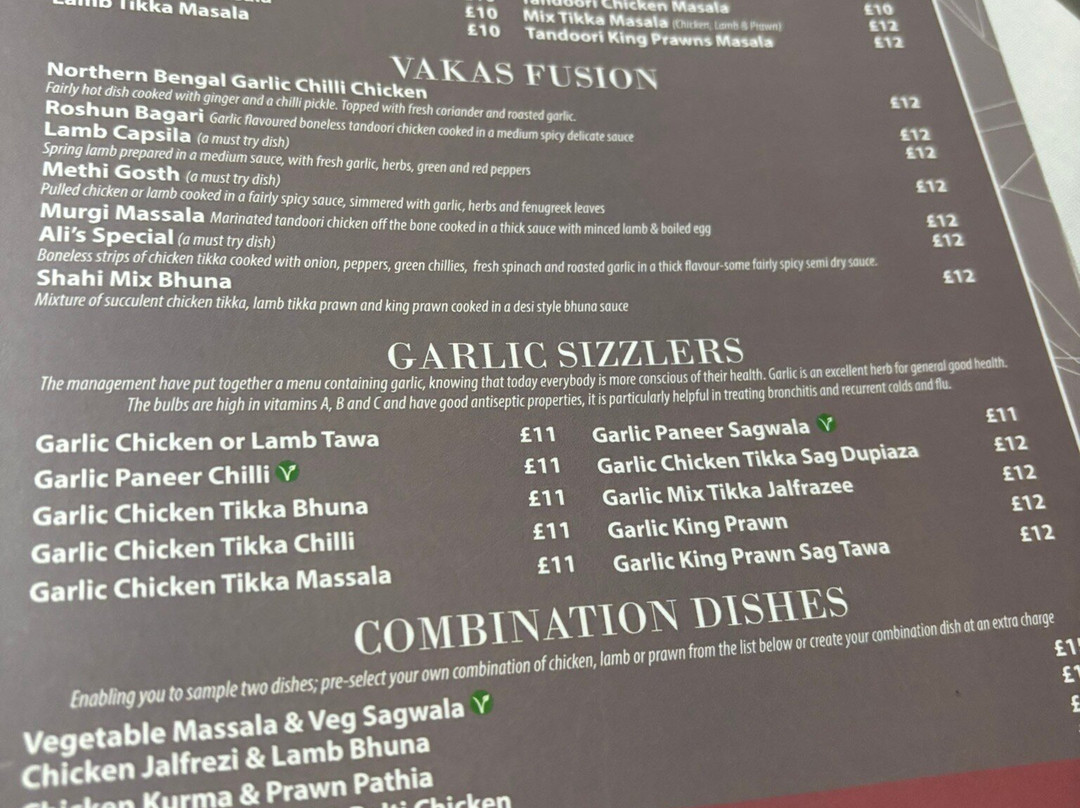 Lamb Tikka Masala £10
£10
Tandoori Chicken Masala £10
Mix Tikka Masala (Chicken, Lamb & Prawn) £12
Tandoori King Prawns Masala £12
VAKAS FUSION
Northern Bengal Garlic Chilli Chicken £12
Fairly hot dish cooked with ginger and a chilli pickle. Topped with fresh coriander and roasted garlic.
Roshun Bagari Garlic flavoured boneless tandoori chicken cooked in a medium spicy delicate sauce £12
Lamb Capsila (a must try dish) £12
Spring lamb prepared in a medium sauce, with fresh garlic, herbs, green and red peppers
Methi Gosth (a must try dish) £12
Pulled chicken or lamb cooked in a fairly spicy sauce, simmered with garlic, herbs and fenugreek leaves
Murgi Massala Marinated tandoori chicken off the bone cooked in a thick sauce with minced lamb & boiled egg £12
Ali's Special (a must try dish) £12
Boneless strips of chicken tikka cooked with onion, peppers, green chillies, fresh spinach and roasted garlic in a thick flavour-some fairly spicy semi dry sauce.
Shahi Mix Bhuna £12
Mixture of succulent chicken tikka, lamb tikka prawn and king prawn cooked in a desi style bhuna sauce
GARLIC SIZZLERS
The management have put together a menu containing garlic, knowing that today everybody is more conscious of their health. Garlic is an excellent herb for general good health.
The bulbs are high in vitamins A, B and C and have good antiseptic properties, it is particularly helpful in treating bronchitis and recurrent colds and flu.
Garlic Chicken or Lamb Tawa £11
Garlic Paneer Chilli £11
Garlic Chicken Tikka Bhuna £11
Garlic Chicken Tikka Chilli £11
Garlic Chicken Tikka Massala £11
Garlic Paneer Sagwala £11
Garlic Chicken Tikka Sag Dupiaza £12
Garlic Mix Tikka Jalfrazee £12
Garlic King Prawn £12
Garlic King Prawn Sag Tawa £12
COMBINATION DISHES
Enabling you to sample two dishes; pre-select your own combination of chicken, lamb or prawn from the list below or create your combination dish at an extra charge
Vegetable Massala & Veg Sagwala
Chicken Jalfrezi & Lamb Bhuna
Chicken Kurma & Prawn Pathia
Chicken